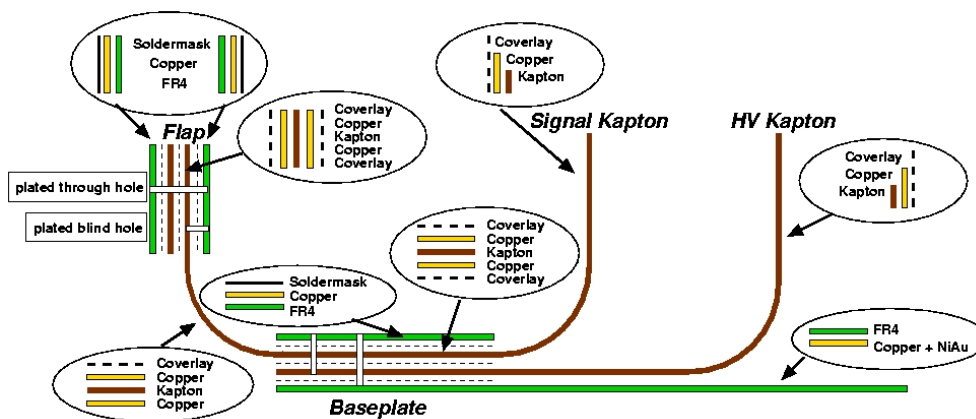 Soldermask
Copper
FR4
Flap
Coverlay
Copper
Kapton
Copper
Coverlay
Coverlay
Copper
Kapton
Signal Kapton
HV Kapton
Coverlay
Copper
Kapton
plated through hole
plated blind hole
Coverlay
Copper
Kapton
Copper
Coverlay
Soldermask
Copper
FR4
FR4
Copper + NiAu
Coverlay
Copper
Kapton
Copper
Baseplate